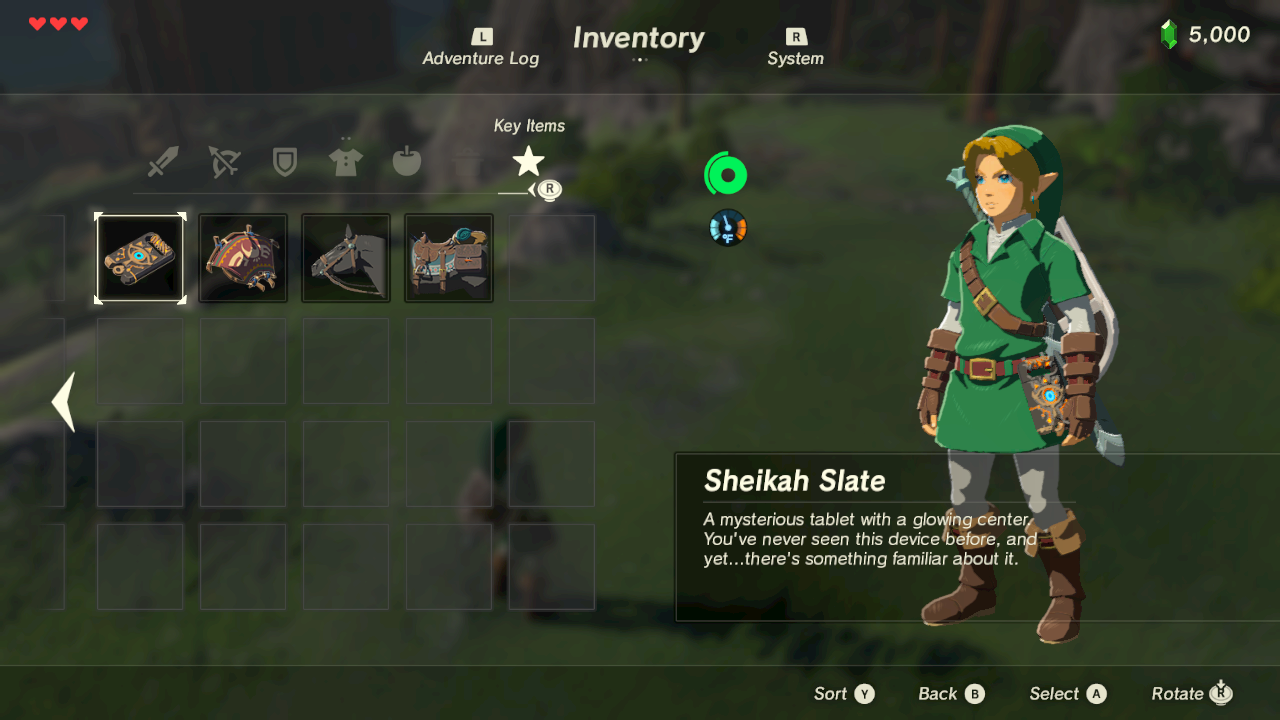 L
Adventure Log
Inventory
R
System
5,000
Key Items
R
°F
Sheikah Slate
A mysterious tablet with a glowing center.
You've never seen this device before, and
yet...there's something familiar about it.
Sort Y
Back B
Select A
Rotate R